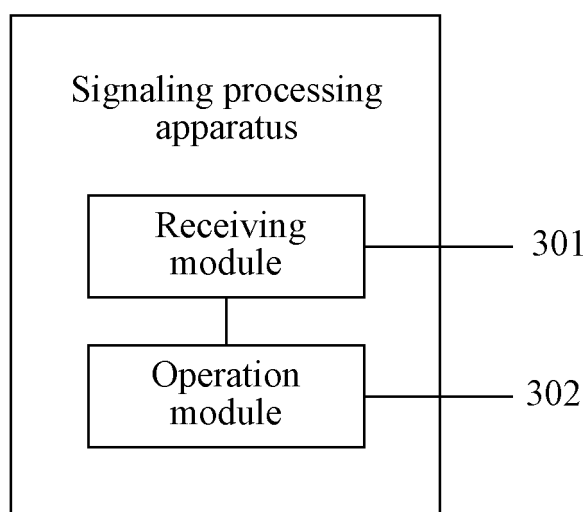 Signaling processing
apparatus
Receiving
module
301
Operation
module
302